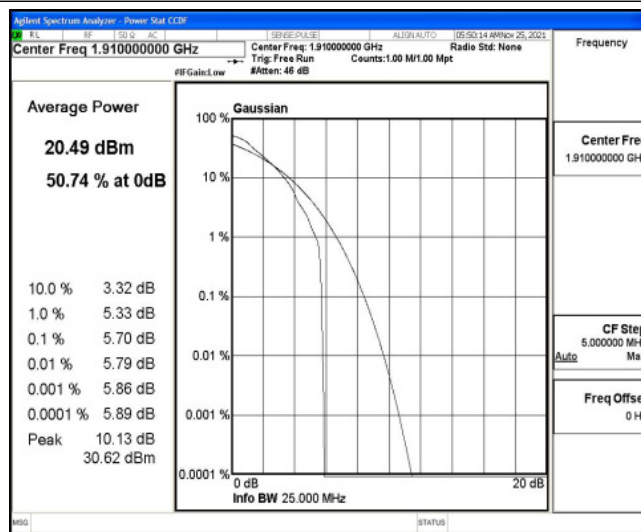 Agilent Spectrum Analyzer - Power Stat CCDF
RL RF 50 Ω AC SENSE:PULSE ALIGN AUTO 05:50:14 AM Nov 25, 2021
Center Freq 1.910000000 GHz
Center Freq: 1.910000000 GHz Radio Std: None
Trig: Free Run Counts:1.00 M/1.00 Mpt
#IFGain:Low #Atten: 46 dB
Frequency
Average Power
20.49 dBm
50.74 % at 0dB
10.0 % 3.32 dB
1.0 % 5.33 dB
0.1 % 5.70 dB
0.01 % 5.79 dB
0.001 % 5.86 dB
0.0001 % 5.89 dB
Peak 10.13 dB
30.62 dBm
Gaussian
100 %
10 %
1 %
0.1 %
0.01 %
0.001 %
0.0001 %
0 dB 20 dB
Info BW 25.000 MHz
Center Fre
1.910000000 GH
CF Step
5.000000 MH
Auto Ma
Freq Offse
0 H
MSG STATUS